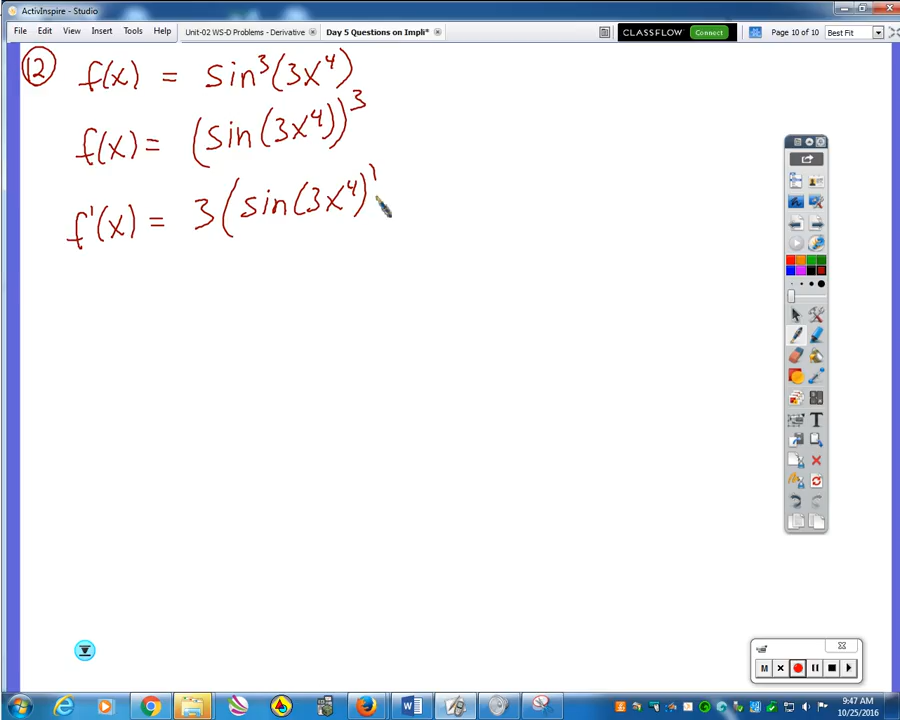 ActivInspire - Studio
File Edit View Insert Tools Help Unit-02 WS-D Problems - Derivative Day 5 Questions on Impli* CLASSFLOW Connect Page 10 of 10 Best Fit
12 f(x) = sin³(3x⁴)
f(x) = (sin(3x⁴))³
f'(x) = 3(sin(3x⁴)
T
M
W
9:47 AM
10/25/2016